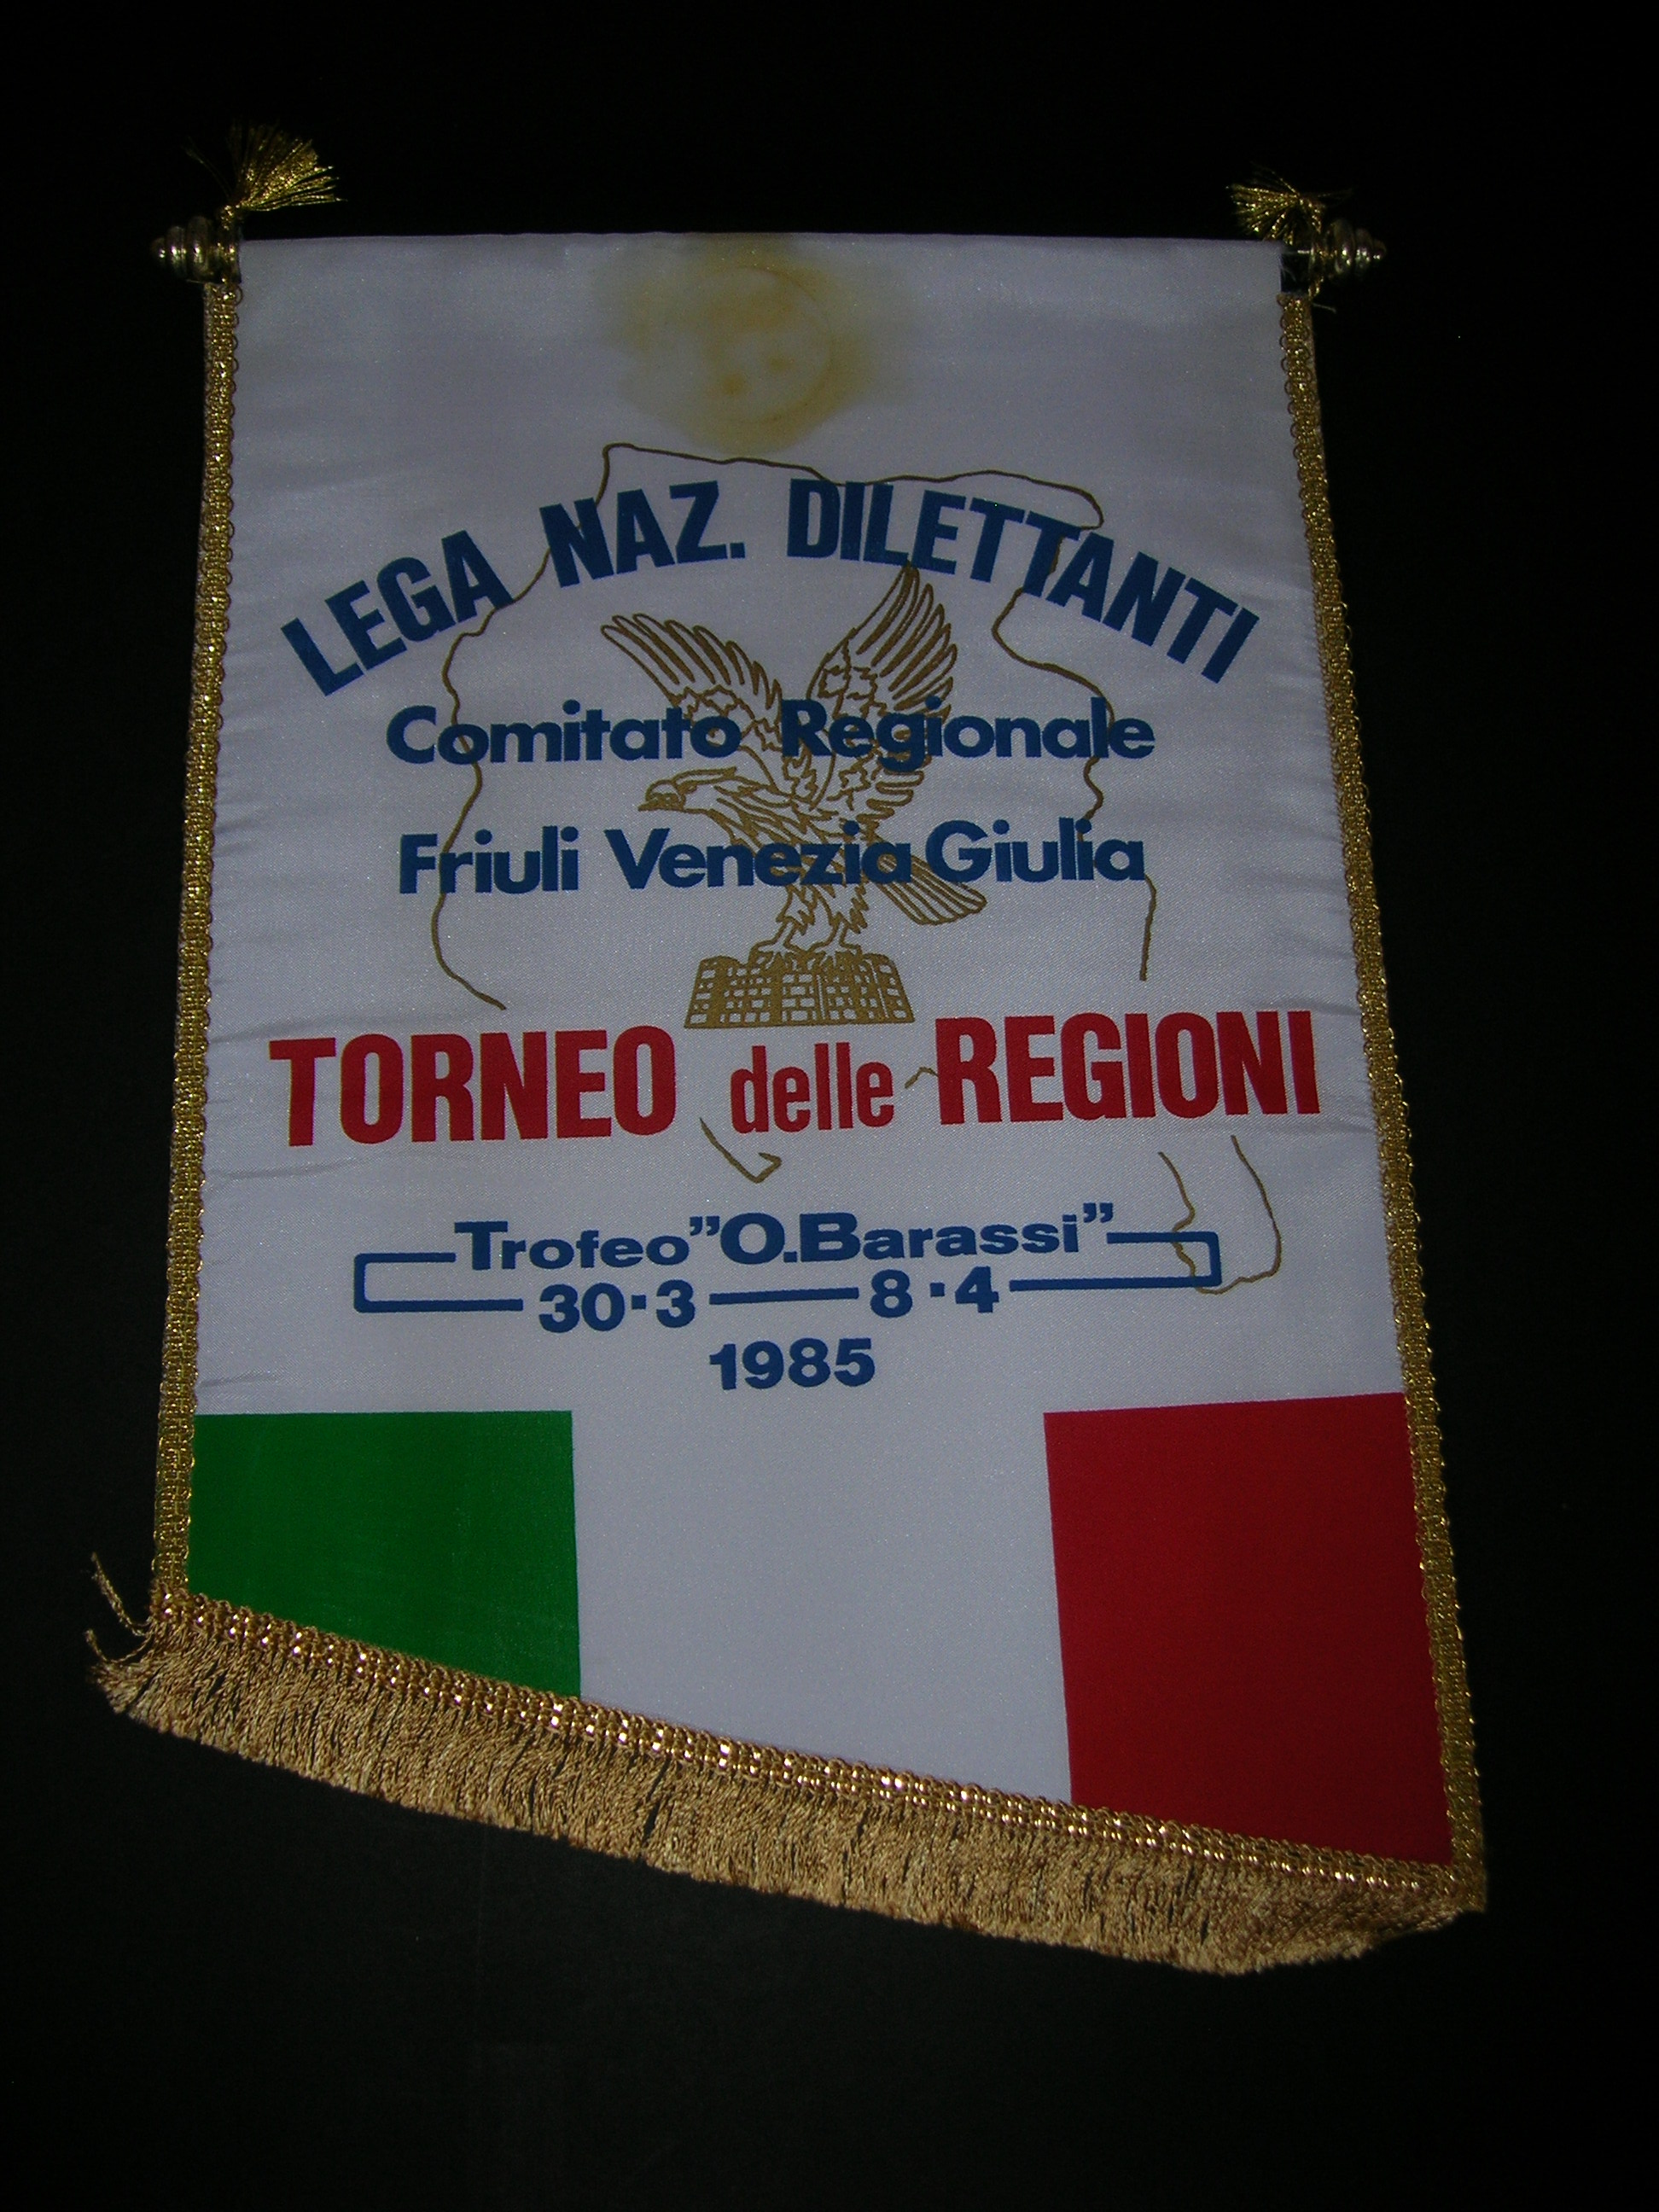 LEGA NAZ. DILETTANTI
Comitato Regionale
Friuli Venezia Giulia
TORNEO delle REGIONI
Trofeo "O.Barassi"
30·3 — 8·4
1985